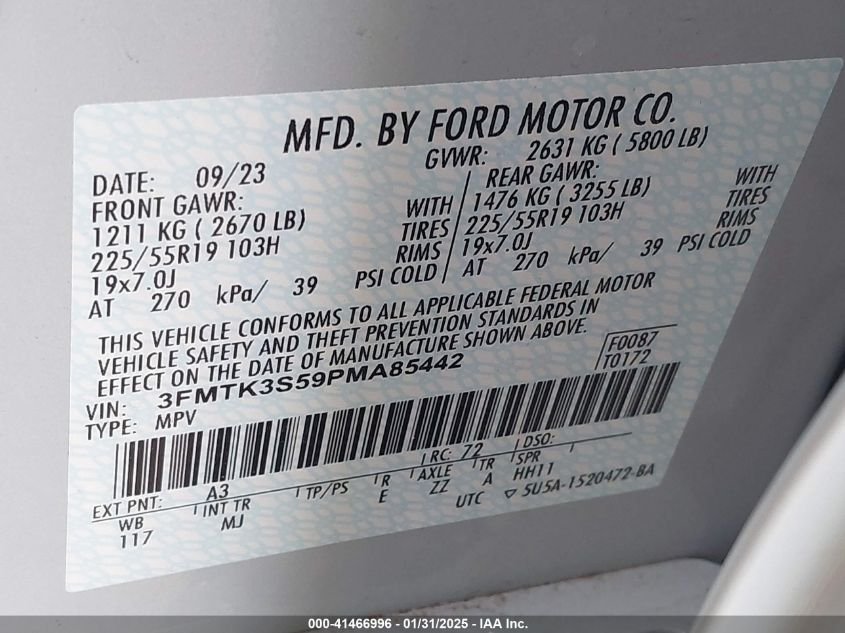 MFD. BY FORD MOTOR CO.
DATE: 09/23 GVWR: 2631 KG ( 5800 LB)
FRONT GAWR: REAR GAWR:
1211 KG ( 2670 LB) WITH 1476 KG ( 3255 LB) WITH
225/55R19 103H TIRES 225/55R19 103H TIRES
19x7.0J RIMS 19x7.0J RIMS
AT 270 kPa/ 39 PSI COLD AT 270 kPa/ 39 PSI COLD
THIS VEHICLE CONFORMS TO ALL APPLICABLE FEDERAL MOTOR
VEHICLE SAFETY AND THEFT PREVENTION STANDARDS IN
EFFECT ON THE DATE OF MANUFACTURE SHOWN ABOVE.
VIN: 3FMTK3S59PMA85442 F0087
TYPE: MPV T0172
EXT PNT: A3 RC: 72 DSO:
WB INT TR TP/PS R AXLE TR SPR
117 MJ E ZZ A HH11
UTC 5U5A-1520472-BA
000-41466996 - 01/31/2025 - IAA Inc.